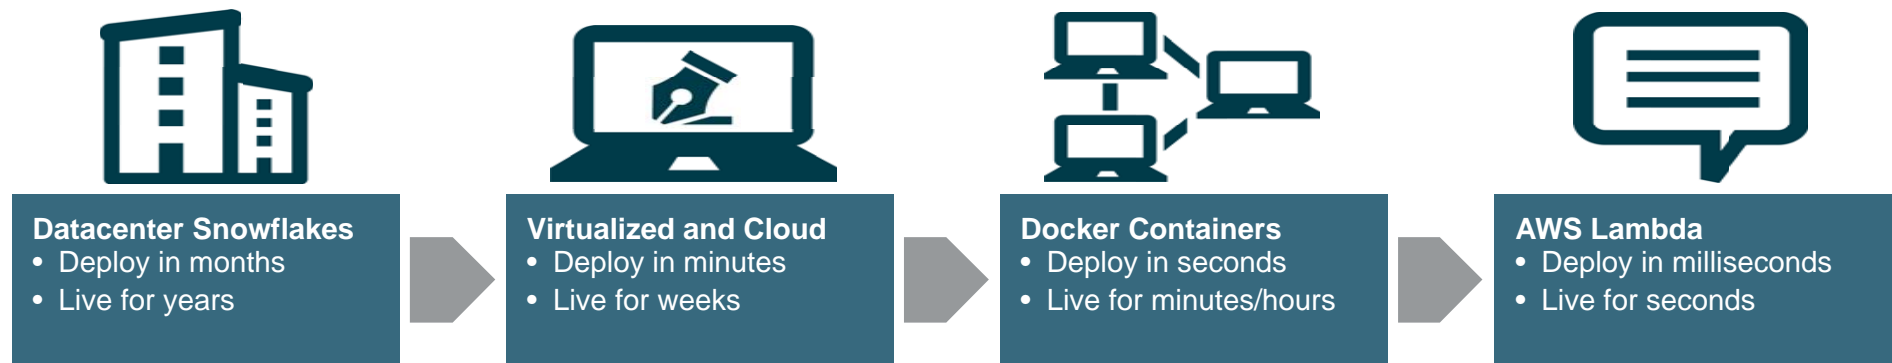 Datacenter Snowflakes
• Deploy in months
• Live for years
Virtualized and Cloud
• Deploy in minutes
• Live for weeks
Docker Containers
• Deploy in seconds
• Live for minutes/hours
AWS Lambda
• Deploy in milliseconds
• Live for seconds